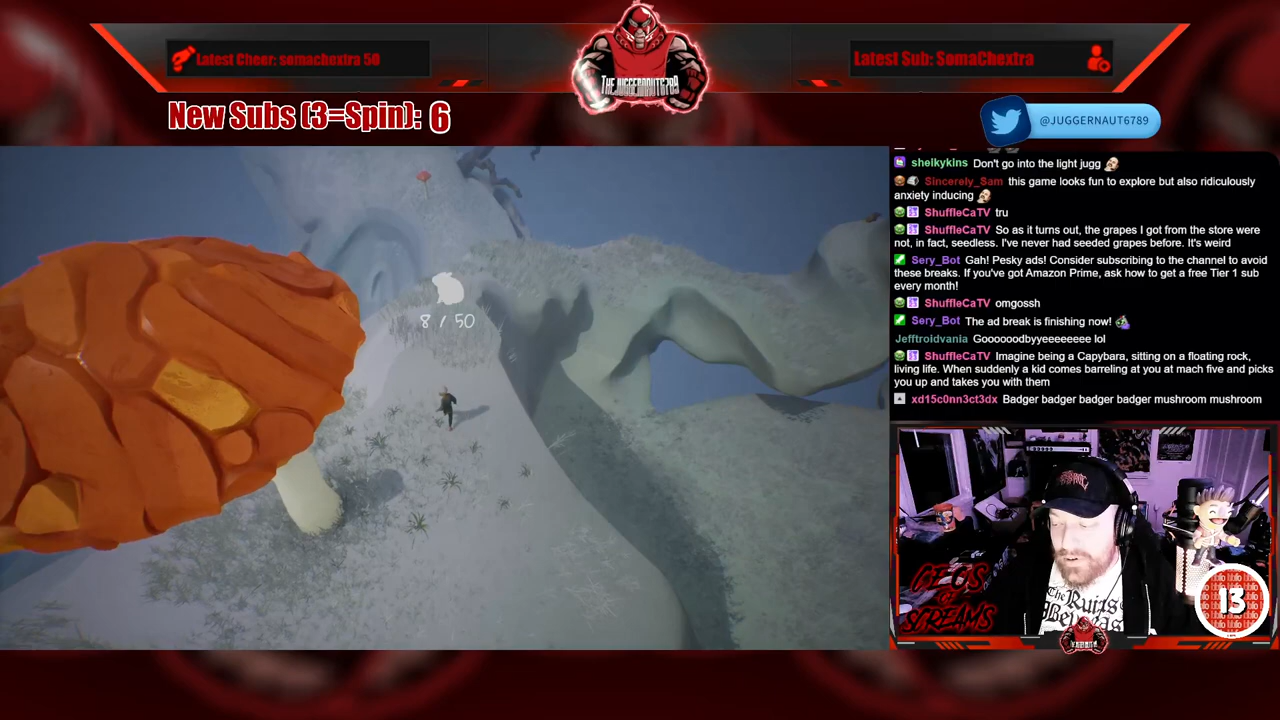 Latest Cheer: somachextra 50
THEJUGGERNAUT6789
Latest Sub: SomaChextra
New Subs (3=Spin): 6
@JUGGERNAUT6789
8 / 50
shelkykins Don't go into the light jugg
Sincerely_Sam this game looks fun to explore but also ridiculously
anxiety inducing
ShuffleCaTV tru
ShuffleCaTV So as it turns out, the grapes I got from the store were
not, in fact, seedless. I've never had seeded grapes before. It's weird
Sery_Bot Gah! Pesky ads! Consider subscribing to the channel to avoid
these breaks. If you've got Amazon Prime, ask how to get a free Tier 1 sub
every month!
ShuffleCaTV omgossh
Sery_Bot The ad break is finishing now!
Jefftroidvania Goooooodbyyeeeeeeee lol
ShuffleCaTV Imagine being a Capybara, sitting on a floating rock,
living life. When suddenly a kid comes barreling at you at mach five and picks
you up and takes you with them
xd15c0nn3ct3dx Badger badger badger badger mushroom mushroom
The Ruins
SCREAMS
13